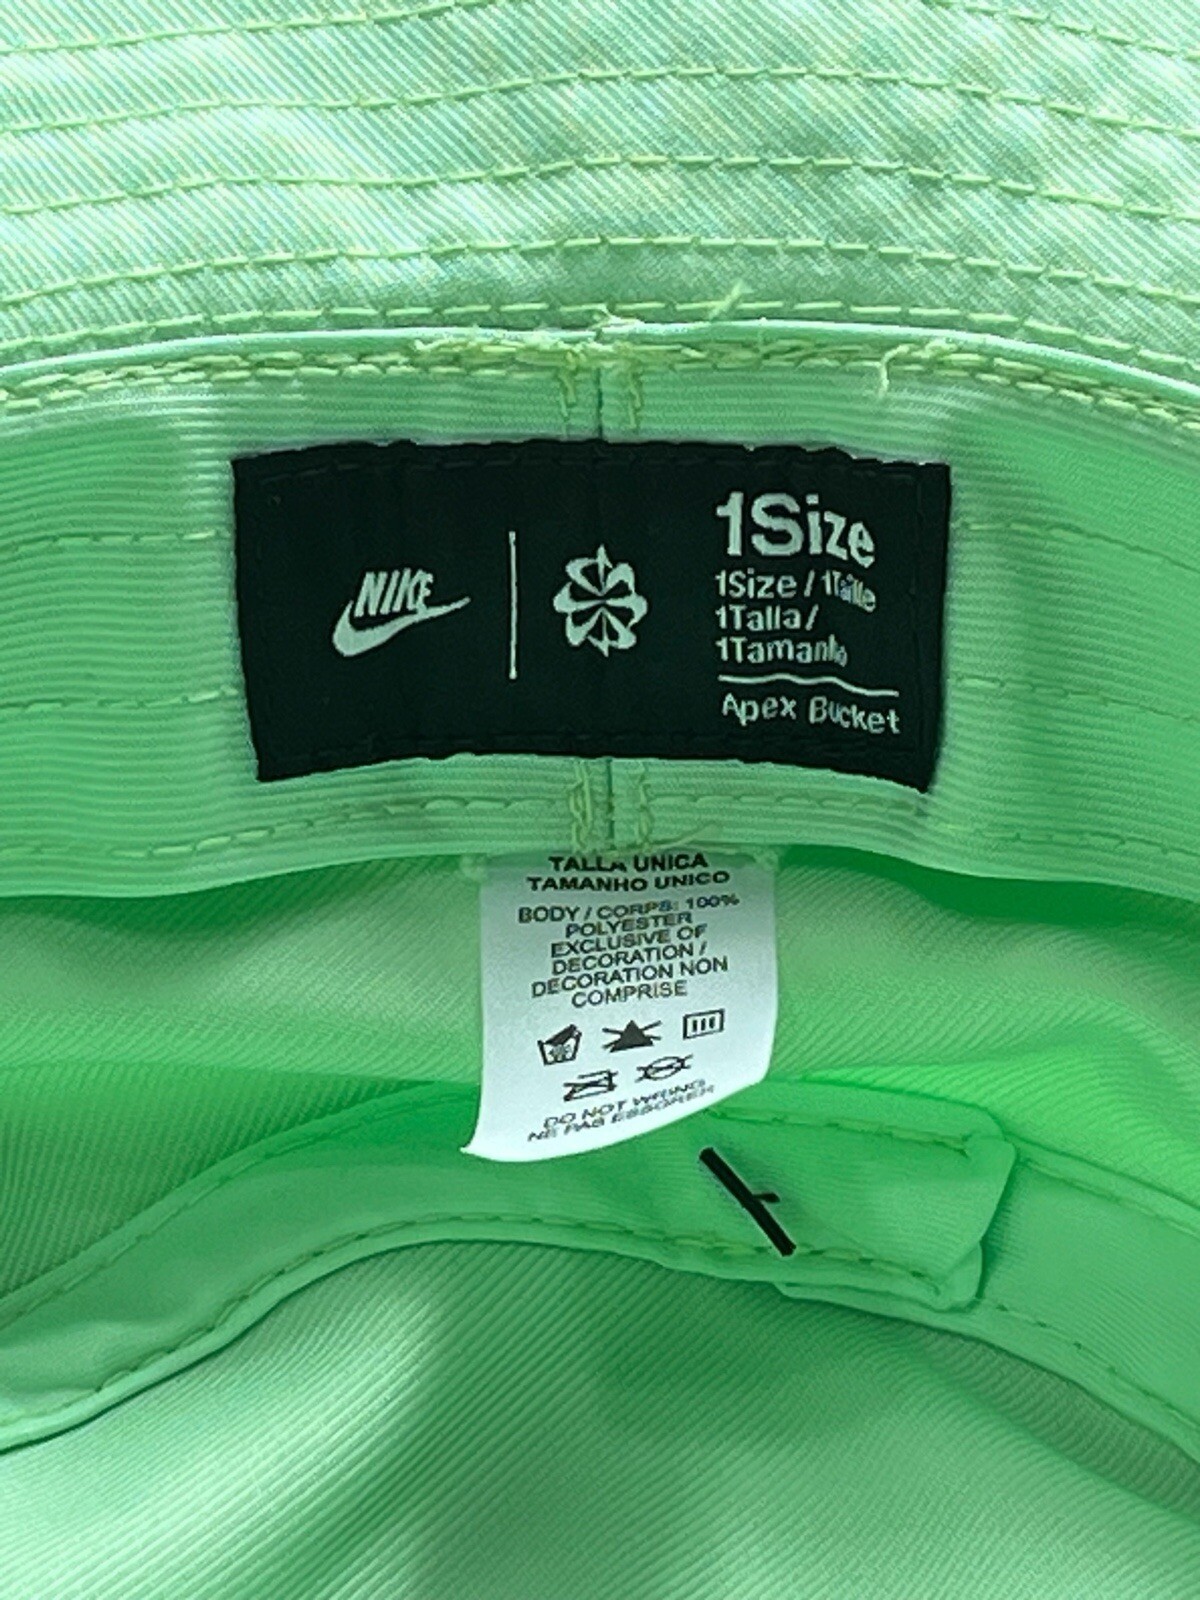 NIKE
1Size
1Size / 1Taille
1Talla /
1Tamanho
Apex Bucket
TALLA UNICA
TAMANHO UNICO
BODY / CORPS: 100%
POLYESTER
EXCLUSIVE OF
DECORATION /
DECORATION NON
COMPRISE
DO NOT WRING
NE PAS ESSORER